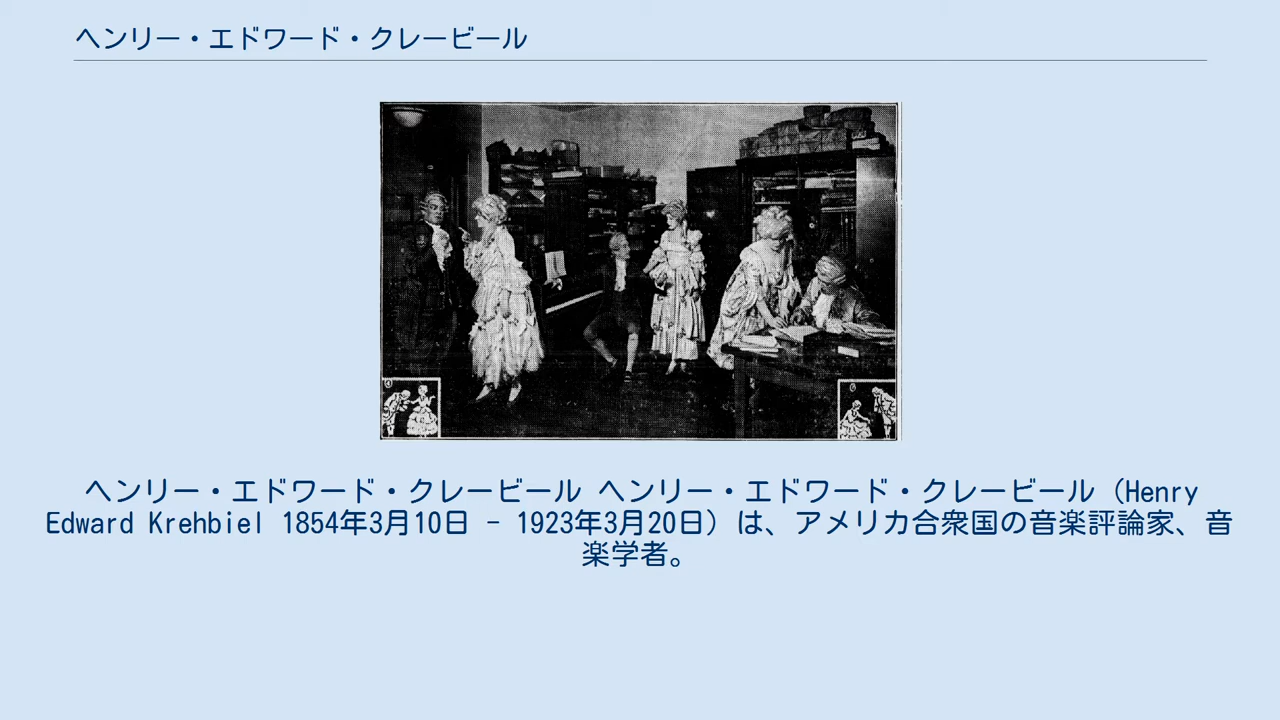 ヘンリー・エドワード・クレービール
ヘンリー・エドワード・クレービール ヘンリー・エドワード・クレービール（Henry
Edward Krehbiel 1854年3月10日 - 1923年3月20日）は、アメリカ合衆国の音楽評論家、音
楽学者。